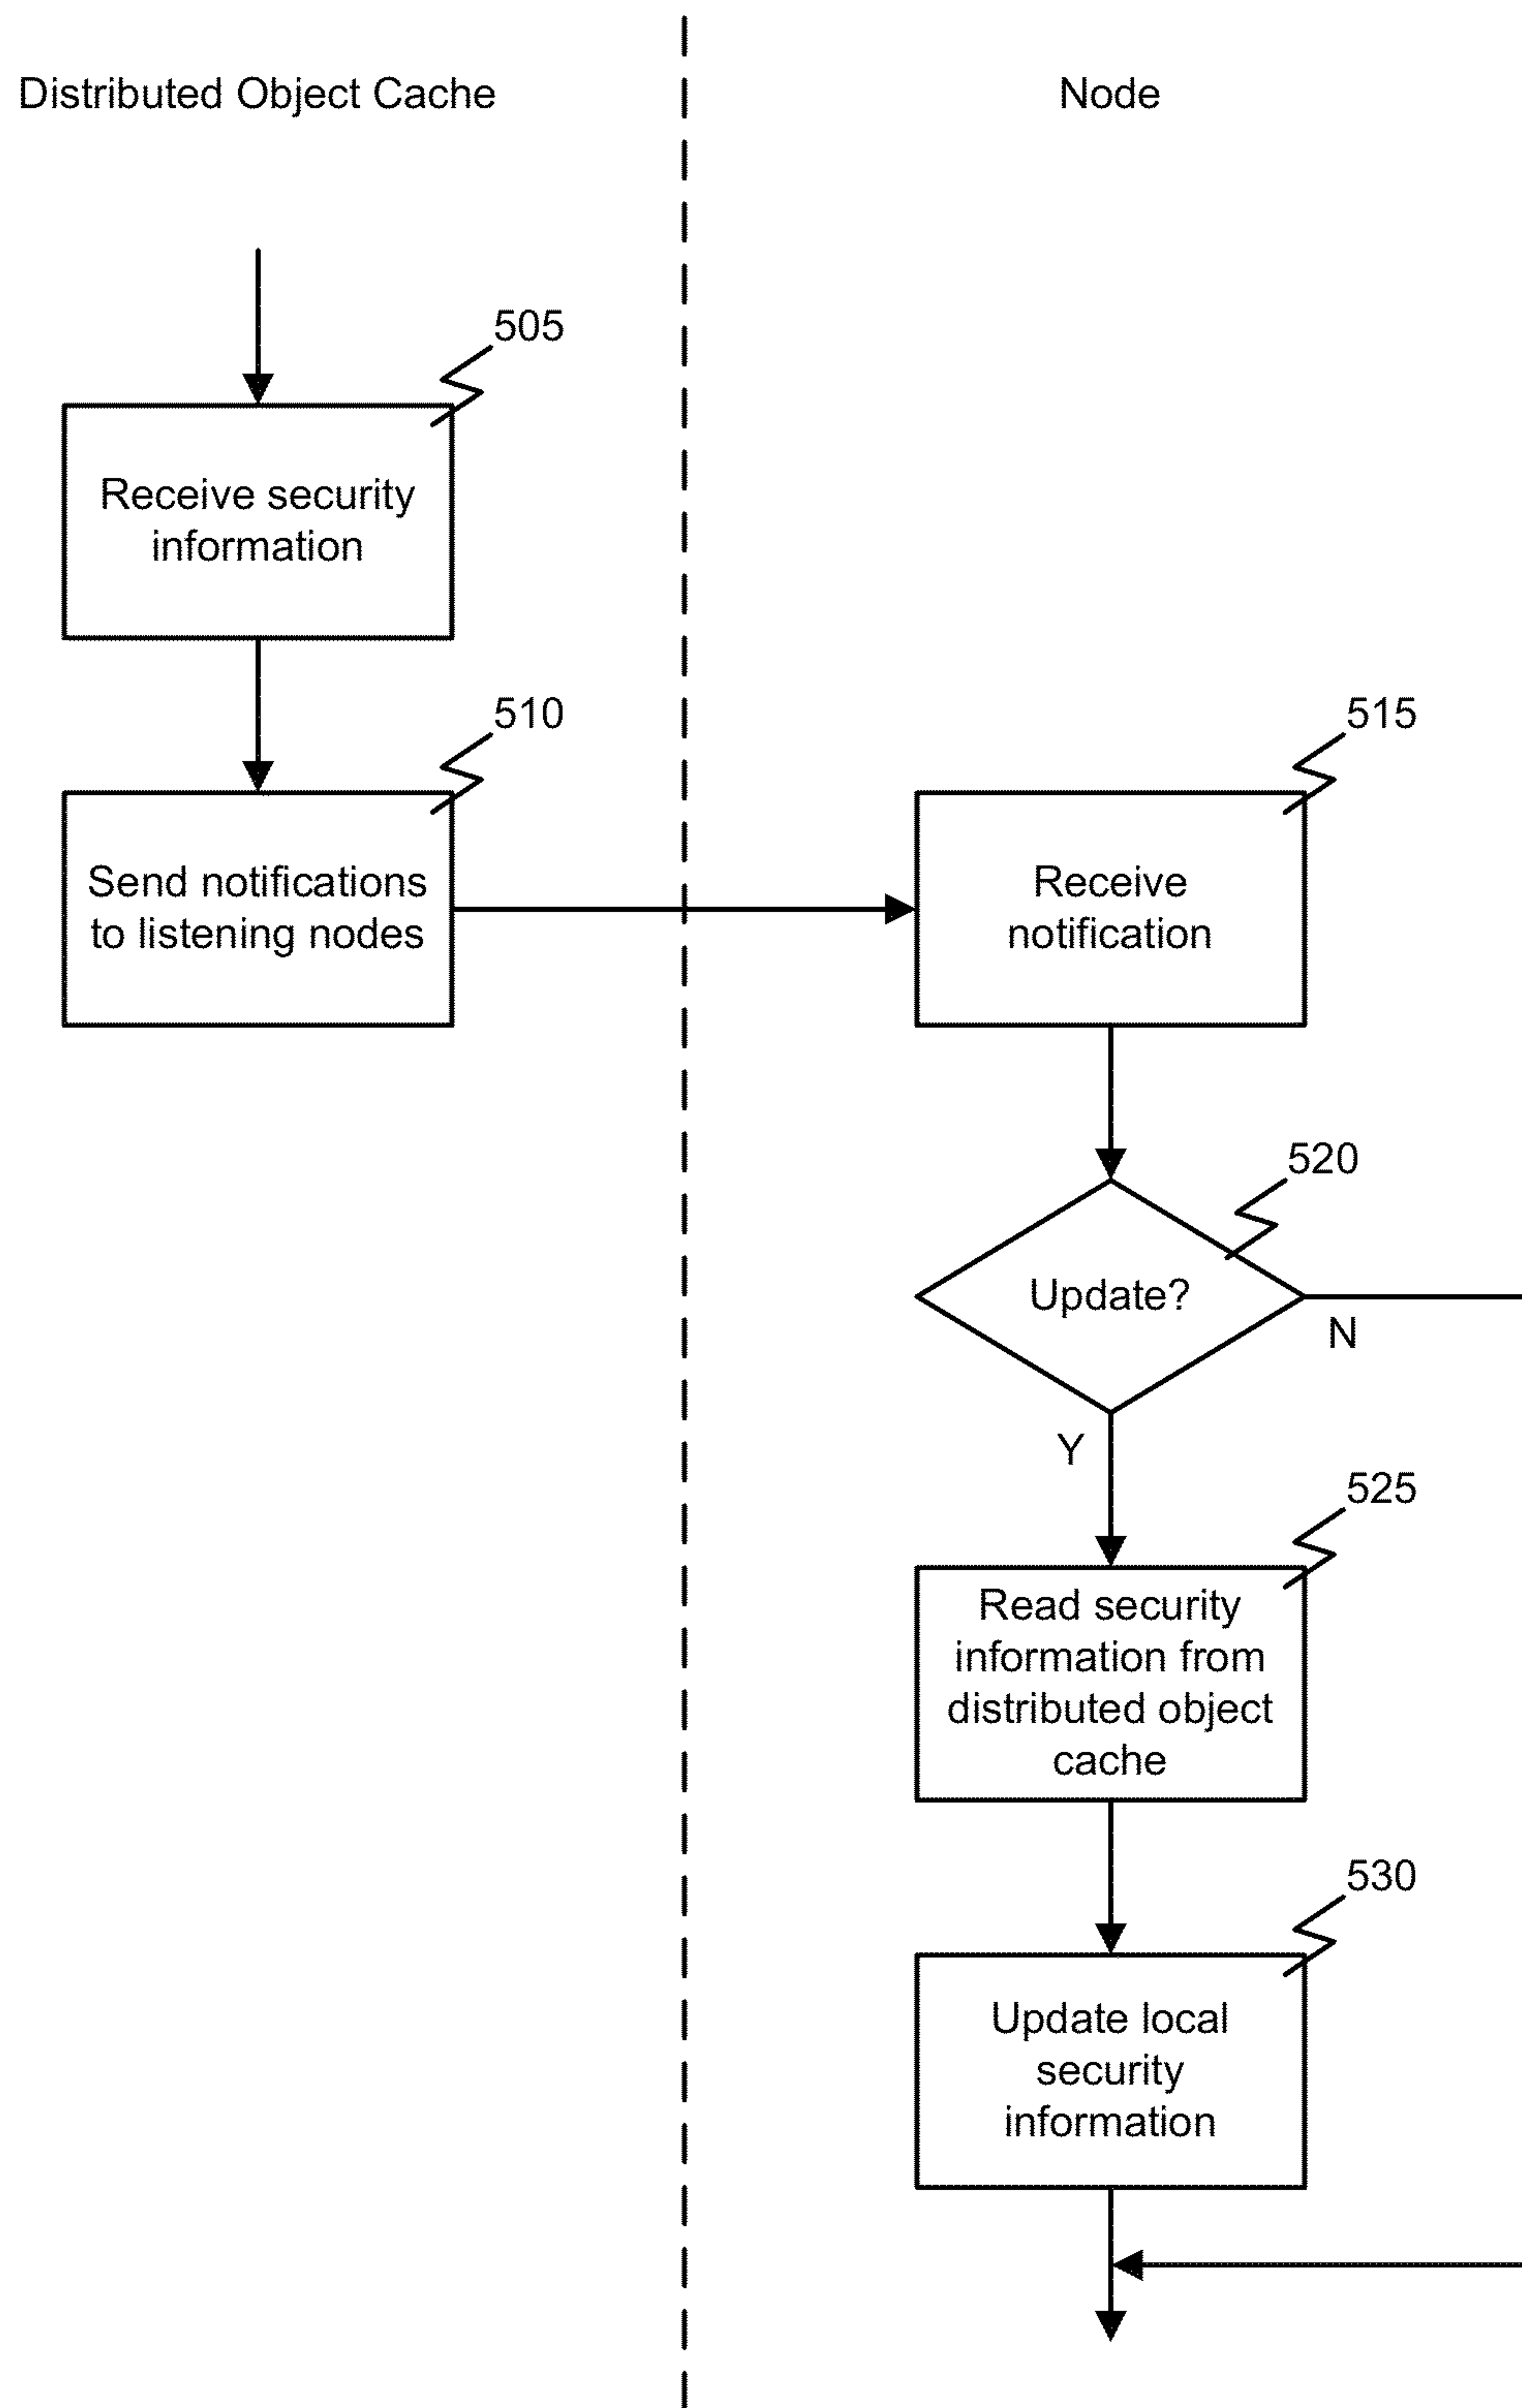 Distributed Object Cache
Node
505
Receive security
information
510
Send notifications
to listening nodes
515
Receive
notification
520
Update?
N
Y
525
Read security
information from
distributed object
cache
530
Update local
security
information